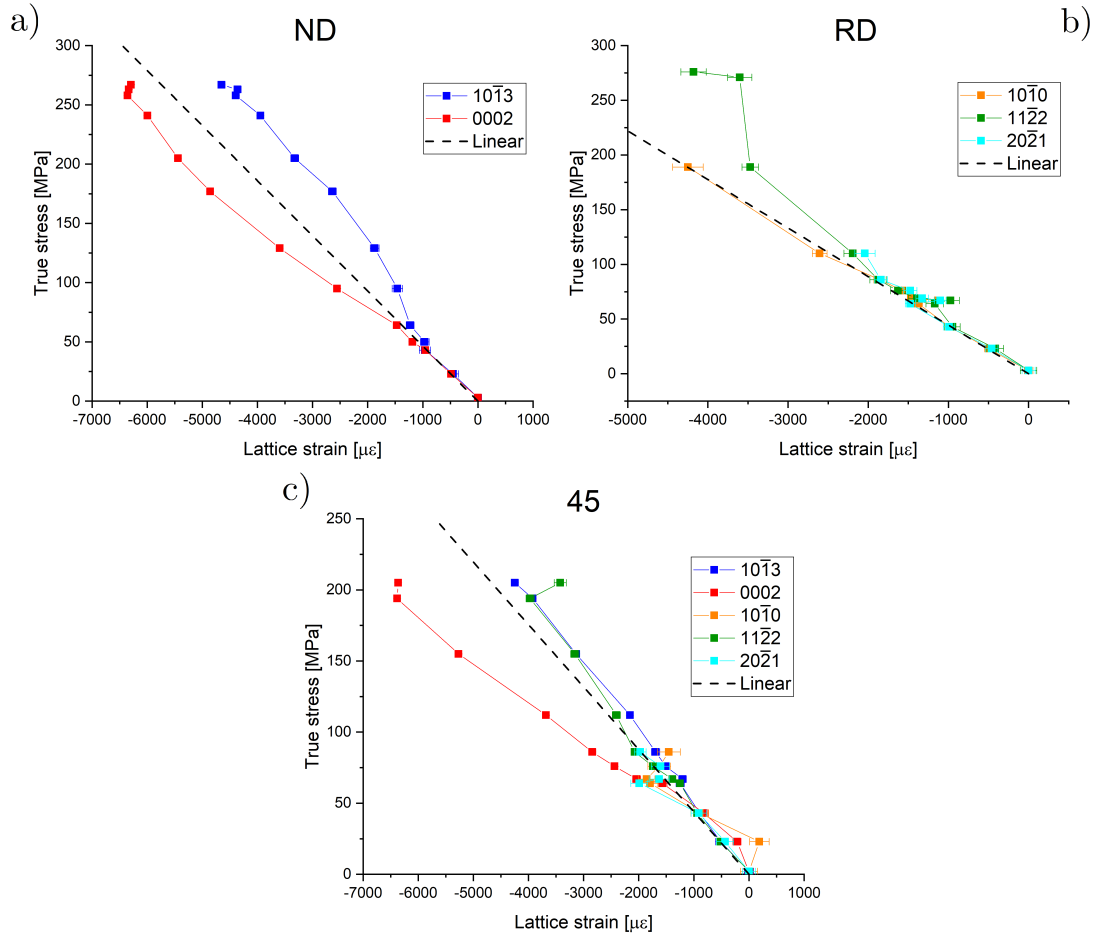 a)
ND
True stress [MPa]
300
250
200
150
100
50
0
-7000 -6000 -5000 -4000 -3000 -2000 -1000 0 1000
Lattice strain [με]
101̅3
0002
Linear
b)
RD
True stress [MPa]
300
250
200
150
100
50
0
-5000 -4000 -3000 -2000 -1000 0
Lattice strain [με]
101̅0
112̅2
202̅1
Linear
c)
45
True stress [MPa]
250
200
150
100
50
0
-7000 -6000 -5000 -4000 -3000 -2000 -1000 0 1000
Lattice strain [με]
101̅3
0002
101̅0
112̅2
202̅1
Linear